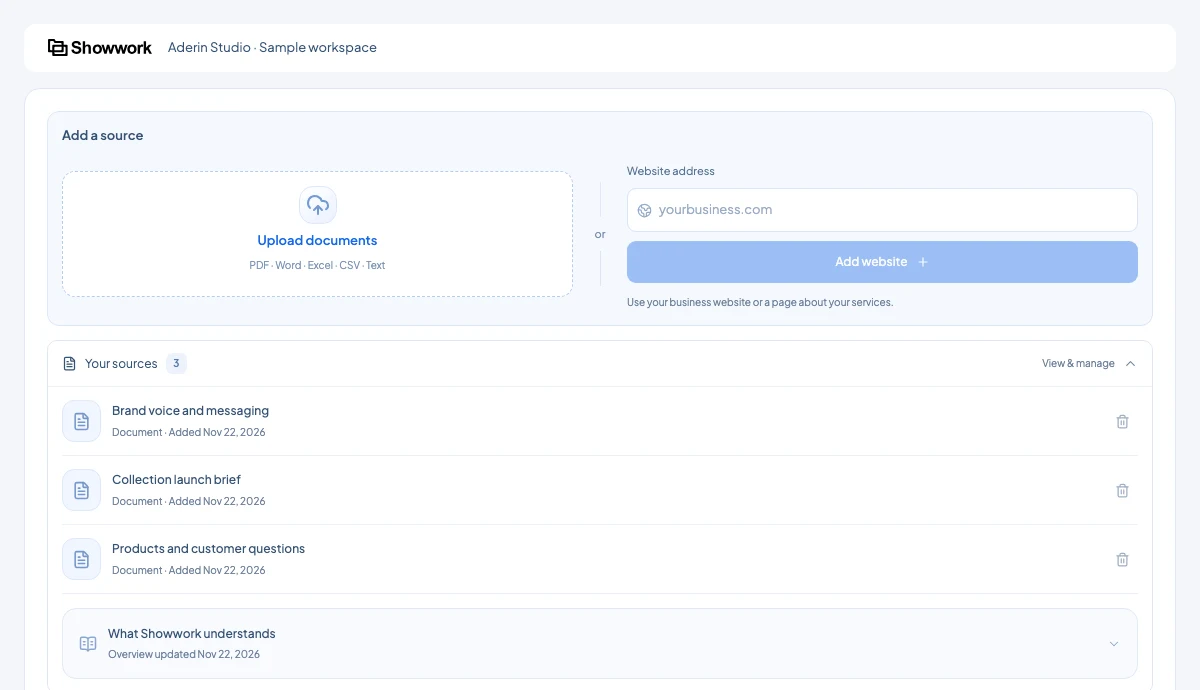 Showwork Aderin Studio · Sample workspace
Add a source
Upload documents
PDF · Word · Excel · CSV · Text
or
Website address
yourbusiness.com
Add website +
Use your business website or a page about your services.
Your sources 3 View & manage
Brand voice and messaging
Document · Added Nov 22, 2026
Collection launch brief
Document · Added Nov 22, 2026
Products and customer questions
Document · Added Nov 22, 2026
What Showwork understands
Overview updated Nov 22, 2026